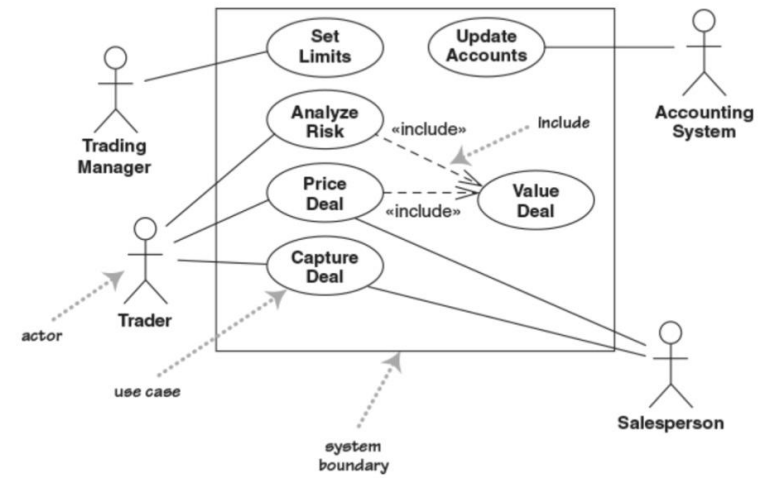 Set
Limits
Update
Accounts
Trading
Manager
Accounting
System
Analyze
Risk
«include»
Include
Price
Deal
«include»
Value
Deal
Capture
Deal
Trader
actor
use case
system
boundary
Salesperson